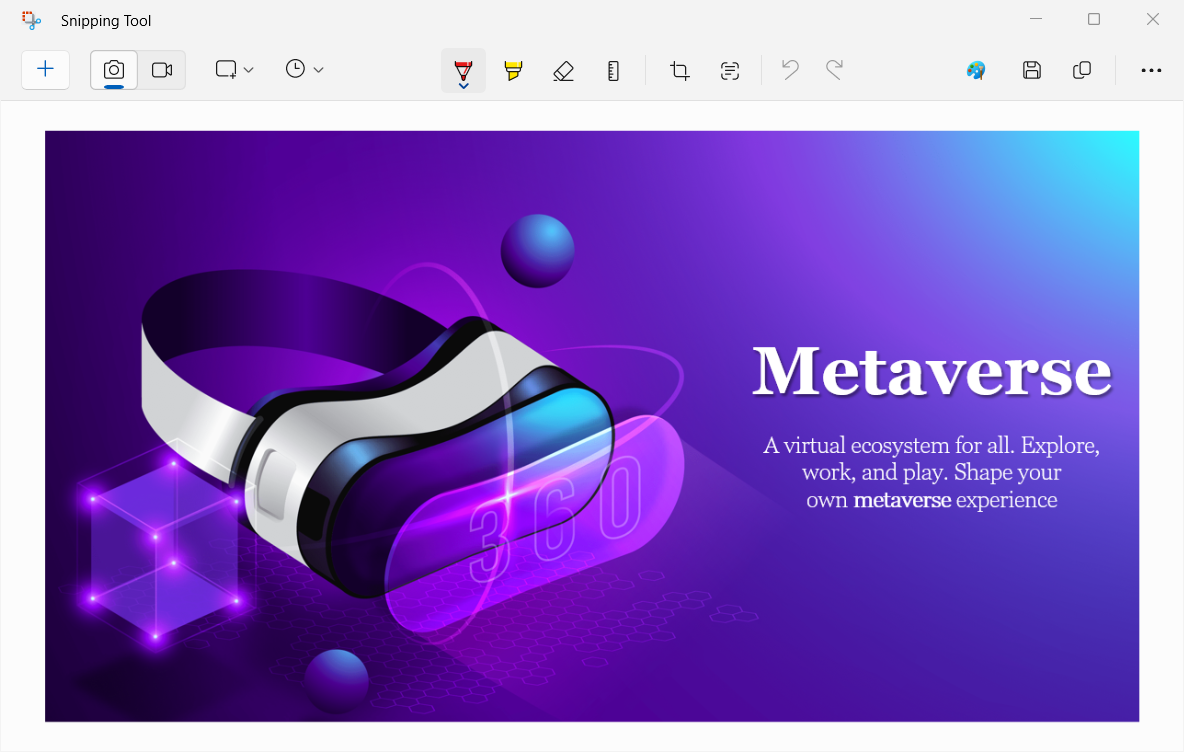 Snipping Tool
Metaverse
A virtual ecosystem for all. Explore,
work, and play. Shape your
own metaverse experience
360